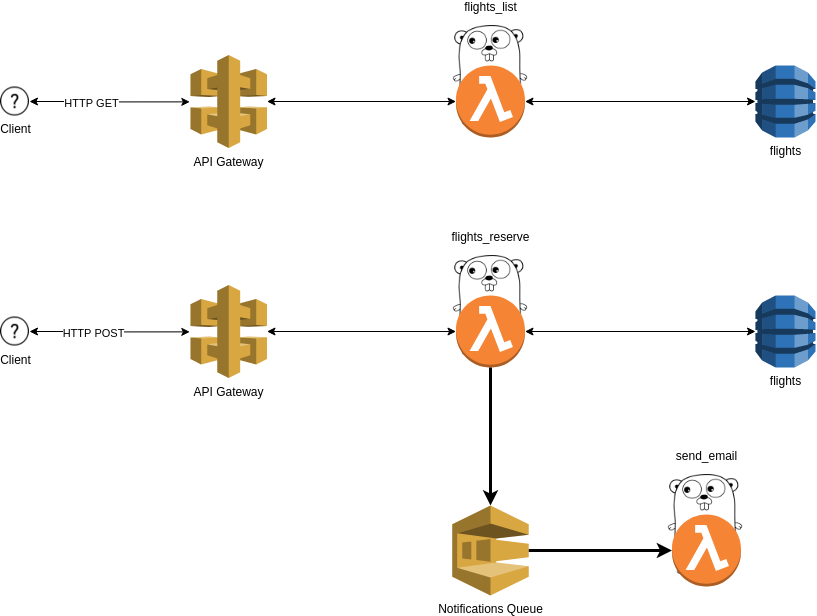 flights_list
?
HTTP GET
Client
API Gateway
flights
flights_reserve
?
HTTP POST
Client
API Gateway
flights
send_email
Notifications Queue